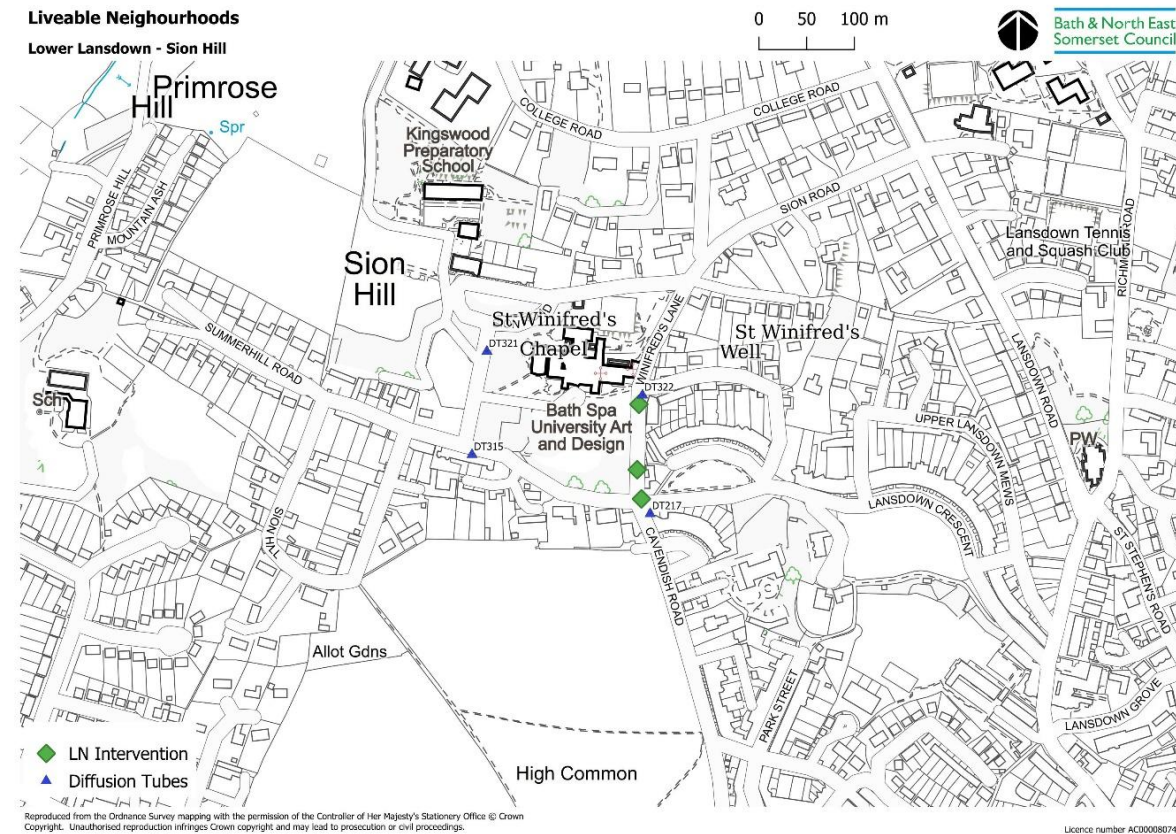 Liveable Neighourhoods
Lower Lansdown - Sion Hill
0 50 100 m
Bath & North East
Somerset Council
Primrose
Hill
Spr
COLLEGE ROAD
COLLEGE ROAD
Kingswood
Preparatory
School
PRIMROSE HILL
MOUNTAIN ASH
SION ROAD
Lansdown Tennis
and Squash Club
RICHMOND ROAD
Sion
Hill
St Winifred's
Chapel
DT321
WINIFRED'S LANE
St Winifred's
Well
SUMMERHILL ROAD
LANSDOWN ROAD
Sch
DT322
Bath Spa
University Art
and Design
UPPER LANSDOWN MEWS
PW
DT315
DT217
LANSDOWN CRESCENT
SION HILL
CAVENDISH ROAD
ST STEPHEN'S ROAD
Allot Gdns
PARK STREET
LANSDOWN GROVE
High Common
LN Intervention
Diffusion Tubes
Reproduced from the Ordnance Survey mapping with the permission of the Controller of Her Majesty's Stationery Office © Crown
Copyright. Unauthorised reproduction infringes Crown copyright and may lead to prosecution or civil proceedings.
Licence number AC00008074